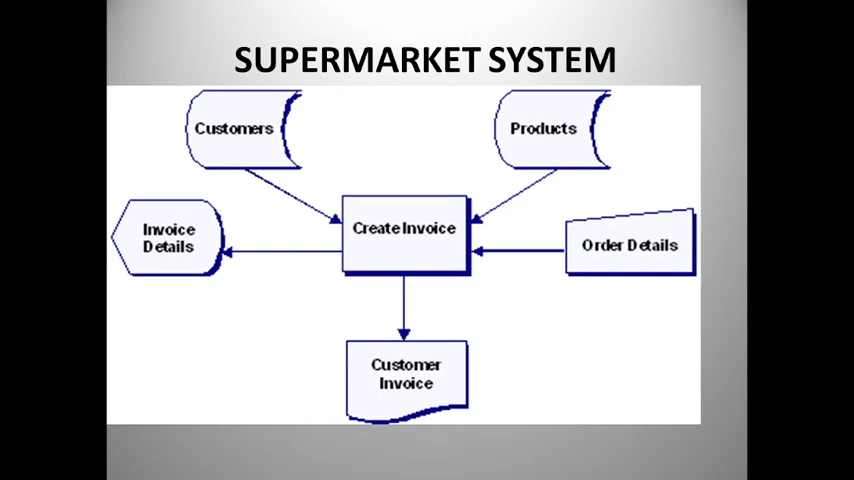 SUPERMARKET SYSTEM
Customers
Products
Invoice
Details
Create Invoice
Order Details
Customer
Invoice